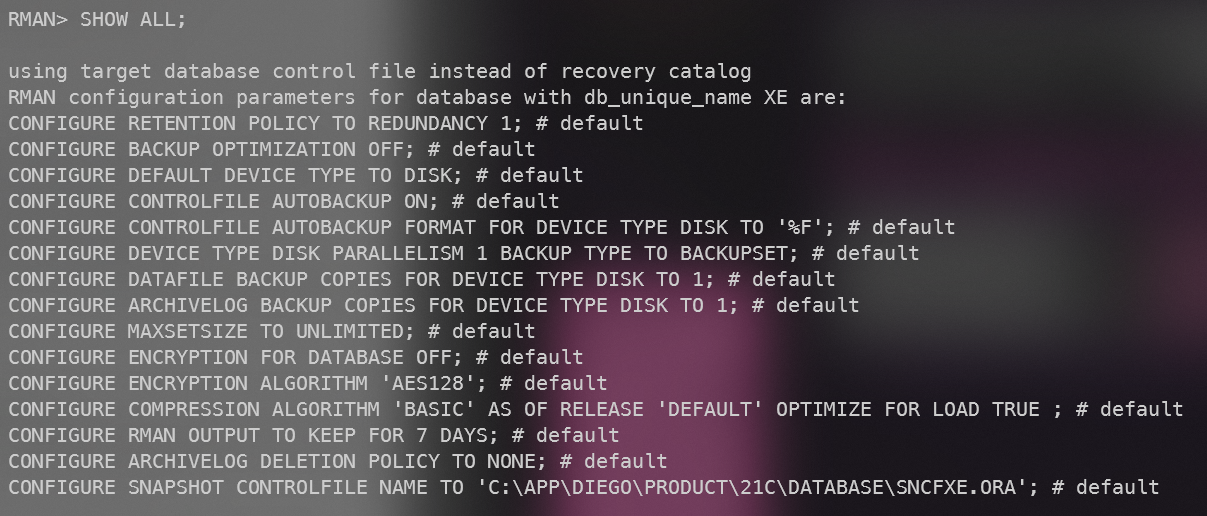 RMAN> SHOW ALL;
using target database control file instead of recovery catalog
RMAN configuration parameters for database with db_unique_name XE are:
CONFIGURE RETENTION POLICY TO REDUNDANCY 1; # default
CONFIGURE BACKUP OPTIMIZATION OFF; # default
CONFIGURE DEFAULT DEVICE TYPE TO DISK; # default
CONFIGURE CONTROLFILE AUTOBACKUP ON; # default
CONFIGURE CONTROLFILE AUTOBACKUP FORMAT FOR DEVICE TYPE DISK TO '%F'; # default
CONFIGURE DEVICE TYPE DISK PARALLELISM 1 BACKUP TYPE TO BACKUPSET; # default
CONFIGURE DATAFILE BACKUP COPIES FOR DEVICE TYPE DISK TO 1; # default
CONFIGURE ARCHIVELOG BACKUP COPIES FOR DEVICE TYPE DISK TO 1; # default
CONFIGURE MAXSETSIZE TO UNLIMITED; # default
CONFIGURE ENCRYPTION FOR DATABASE OFF; # default
CONFIGURE ENCRYPTION ALGORITHM 'AES128'; # default
CONFIGURE COMPRESSION ALGORITHM 'BASIC' AS OF RELEASE 'DEFAULT' OPTIMIZE FOR LOAD TRUE ; # default
CONFIGURE RMAN OUTPUT TO KEEP FOR 7 DAYS; # default
CONFIGURE ARCHIVELOG DELETION POLICY TO NONE; # default
CONFIGURE SNAPSHOT CONTROLFILE NAME TO 'C:\APP\DIEGO\PRODUCT\21C\DATABASE\SNCFXE.ORA'; # default